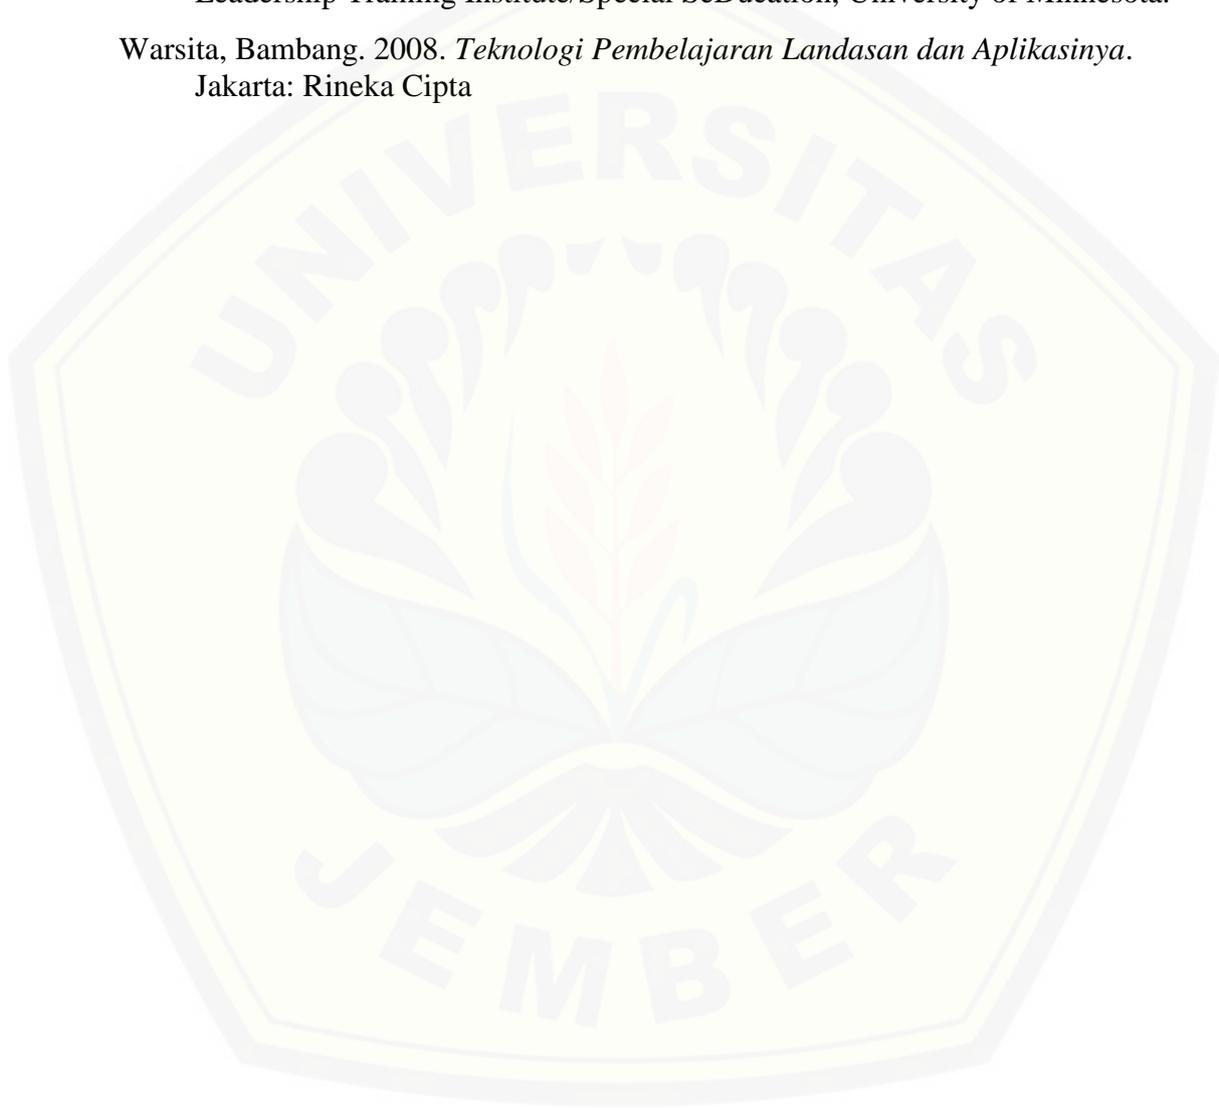 Leadership Training Institute/Special SeDucation, University of Minnesota.
Warsita, Bambang. 2008. Teknologi Pembelajaran Landasan dan Aplikasinya.
Jakarta: Rineka Cipta
UNIVERSITAS
JEMBER